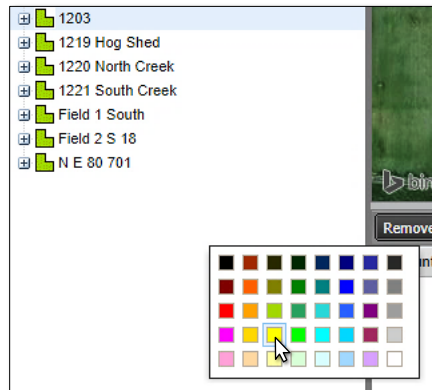 1203
1219 Hog Shed
1220 North Creek
1221 South Creek
Field 1 South
Field 2 S 18
N E 80 701
bin
Remove